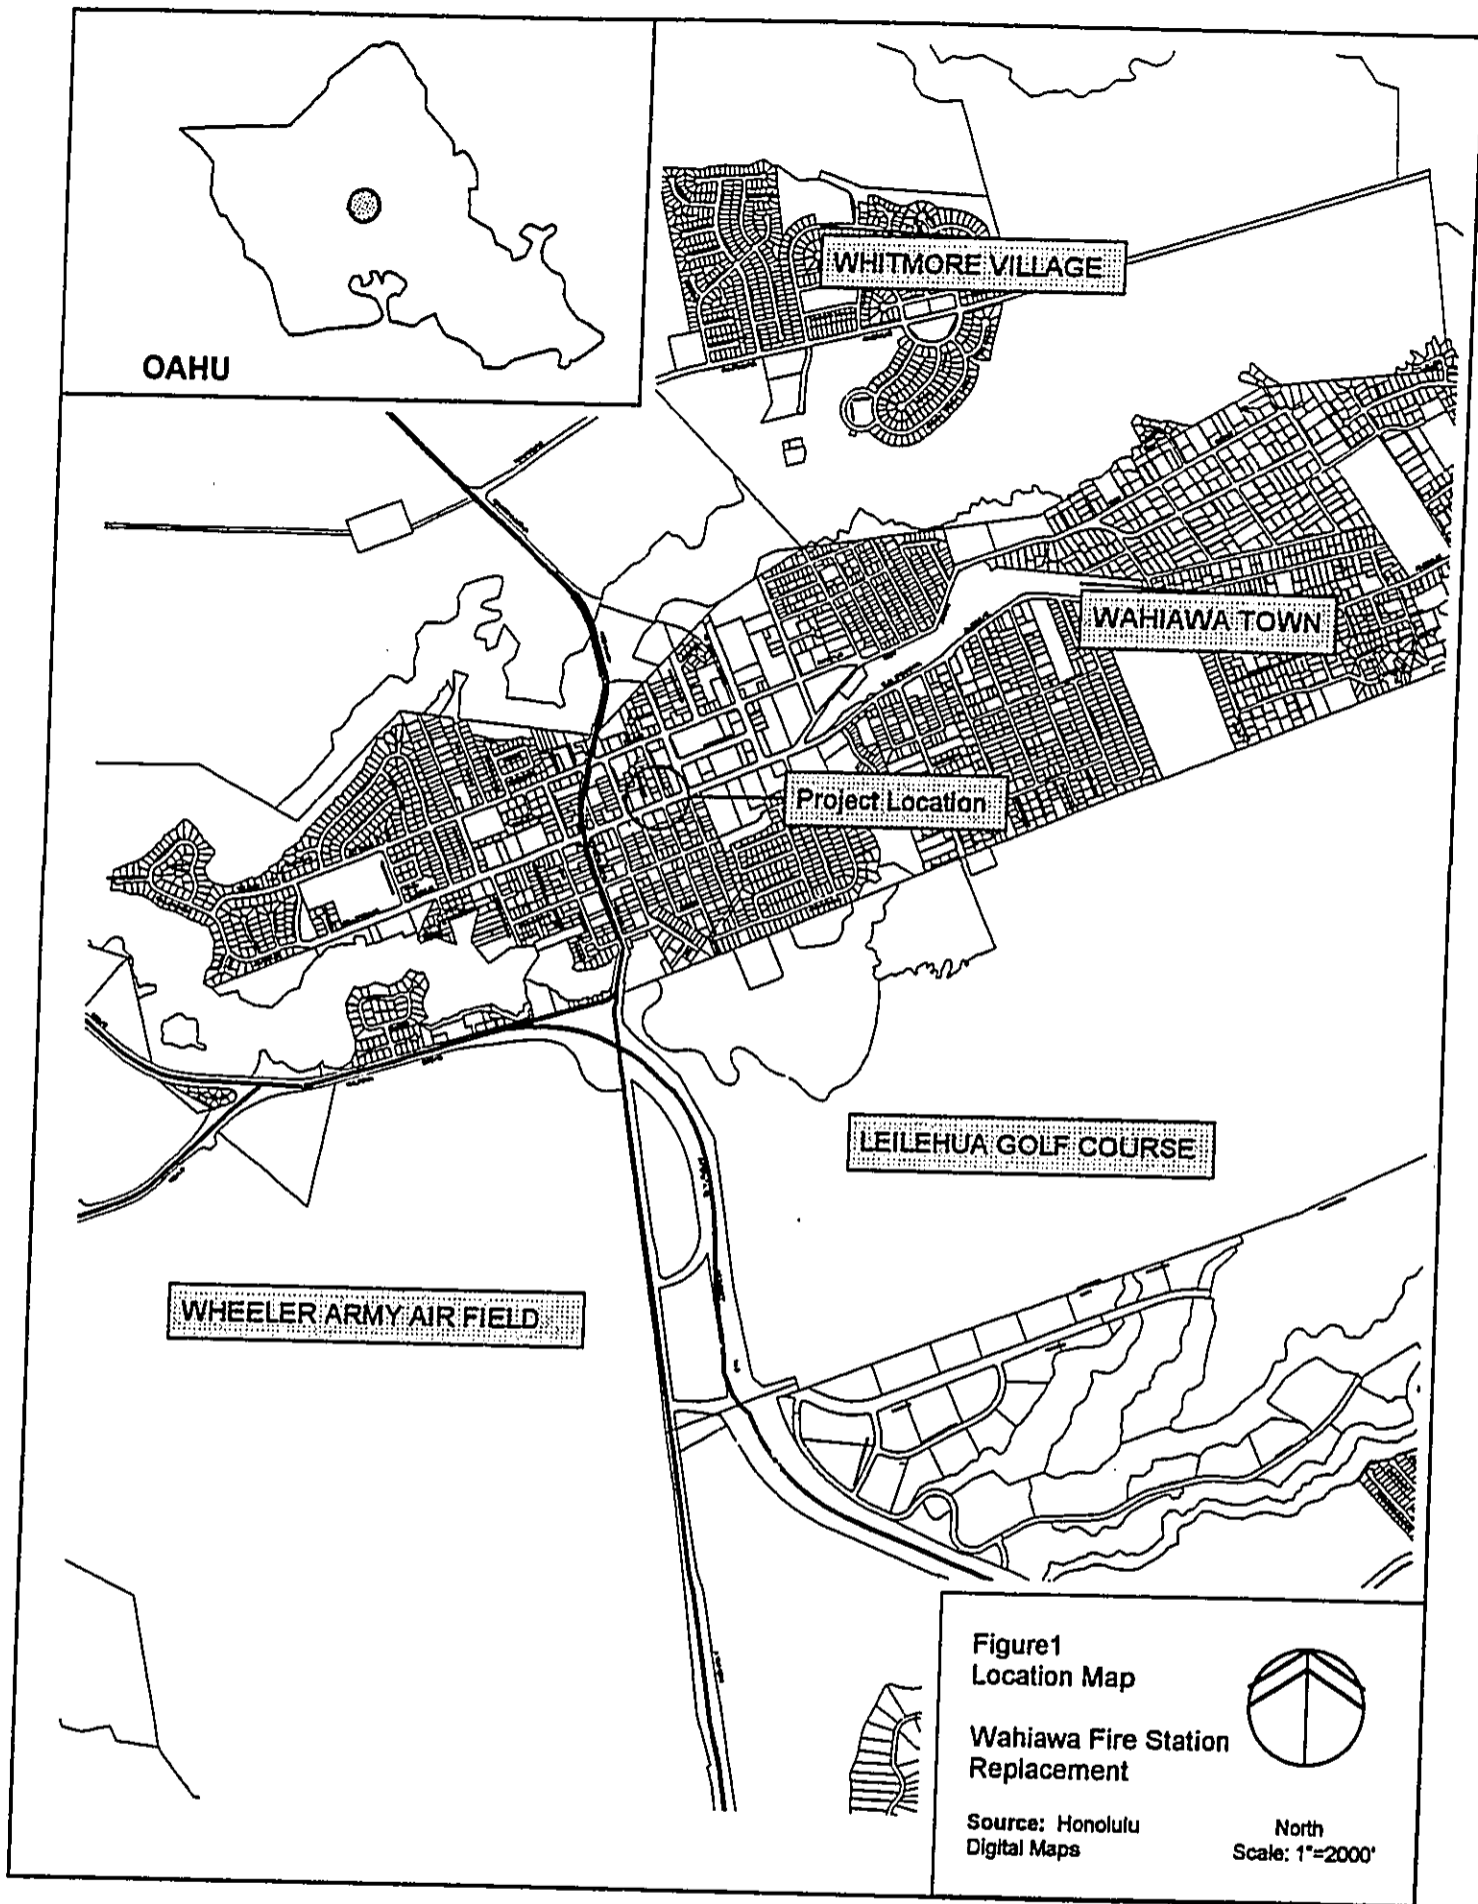 OAHU
WHITMORE VILLAGE
WAHIAWA TOWN
Project Location
LEILEHUA GOLF COURSE
WHEELER ARMY AIR FIELD
Figure1
Location Map
Wahiawa Fire Station
Replacement
Source: Honolulu
Digital Maps
North
Scale: 1"=2000'